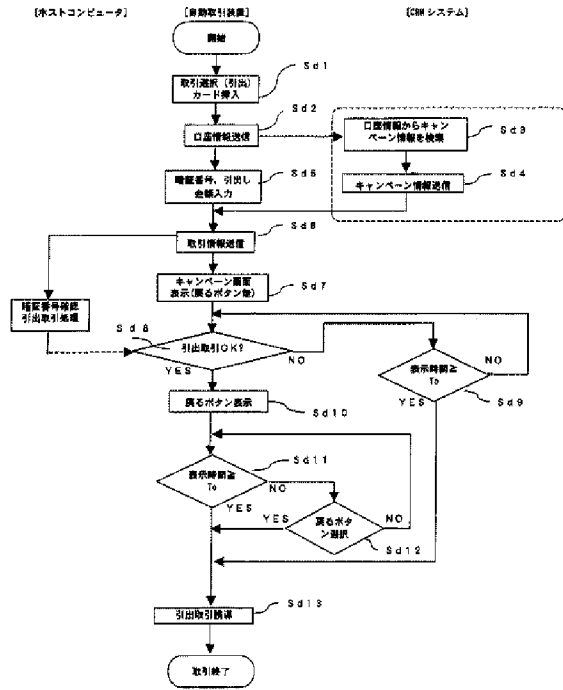 [ホストコンピュータ]
[自動取引装置]
[CRMシステム]
開始
Sd1
取引選択(引出)
カード挿入
Sd2
口座情報送信
Sd3
口座情報からキャン
ペーン情報を検索
Sd4
キャンペーン情報送信
Sd5
暗証番号、引出し
金額入力
Sd6
取引情報送信
キャンペーン画面
表示(戻るボタン無)
Sd7
暗証番号確認
引出取引処理
Sd8
引出取引OK?
YES
NO
表示時間≧
To
NO
YES
Sd9
戻るボタン表示
Sd10
Sd11
表示時間≧
To
NO
YES
戻るボタ
ン選択
YES
NO
Sd12
引出取引誘導
Sd13
取引終了